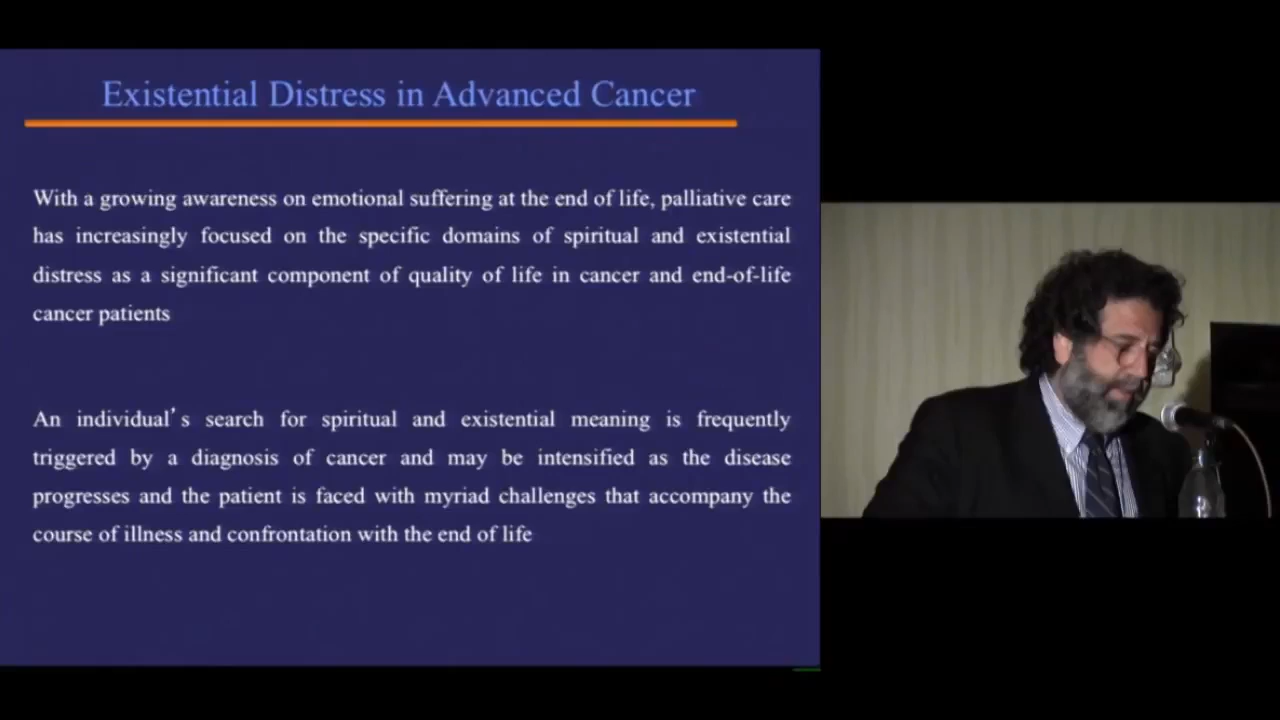 Existential Distress in Advanced Cancer
With a growing awareness on emotional suffering at the end of life, palliative care
has increasingly focused on the specific domains of spiritual and existential
distress as a significant component of quality of life in cancer and end-of-life
cancer patients
An individual's search for spiritual and existential meaning is frequently
triggered by a diagnosis of cancer and may be intensified as the disease
progresses and the patient is faced with myriad challenges that accompany the
course of illness and confrontation with the end of life